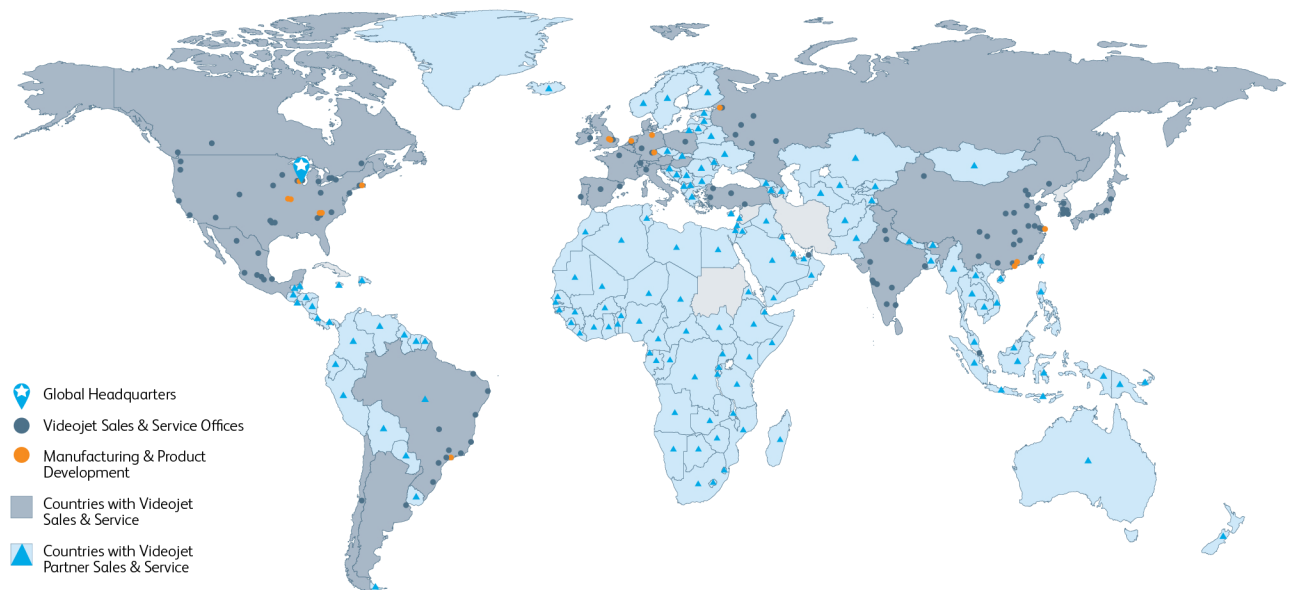 Global Headquarters
Videojet Sales & Service Offices
Manufacturing & Product
Development
Countries with Videojet
Sales & Service
Countries with Videojet
Partner Sales & Service